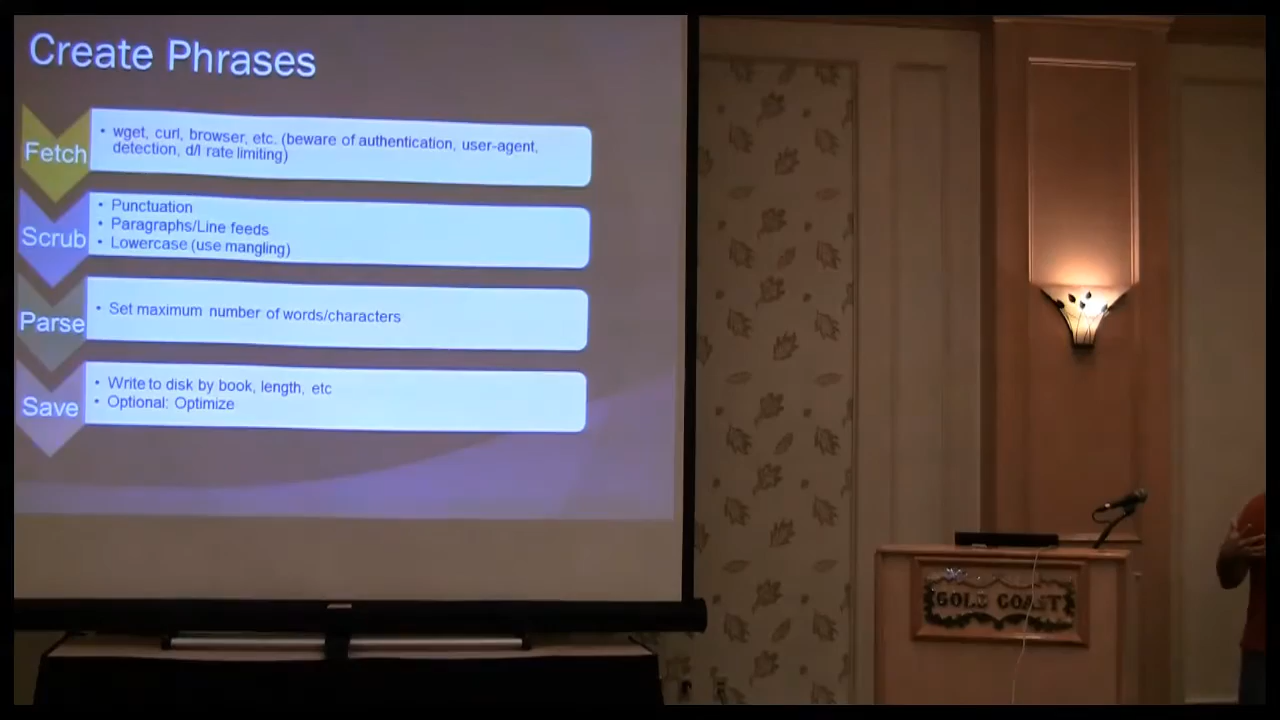 Create Phrases
Fetch
• wget, curl, browser, etc. (beware of authentication, user-agent,
detection, d/l rate limiting)
Scrub
• Punctuation
• Paragraphs/Line feeds
• Lowercase (use mangling)
Parse
• Set maximum number of words/characters
Save
• Write to disk by book, length, etc
• Optional: Optimize
GOLD COAST